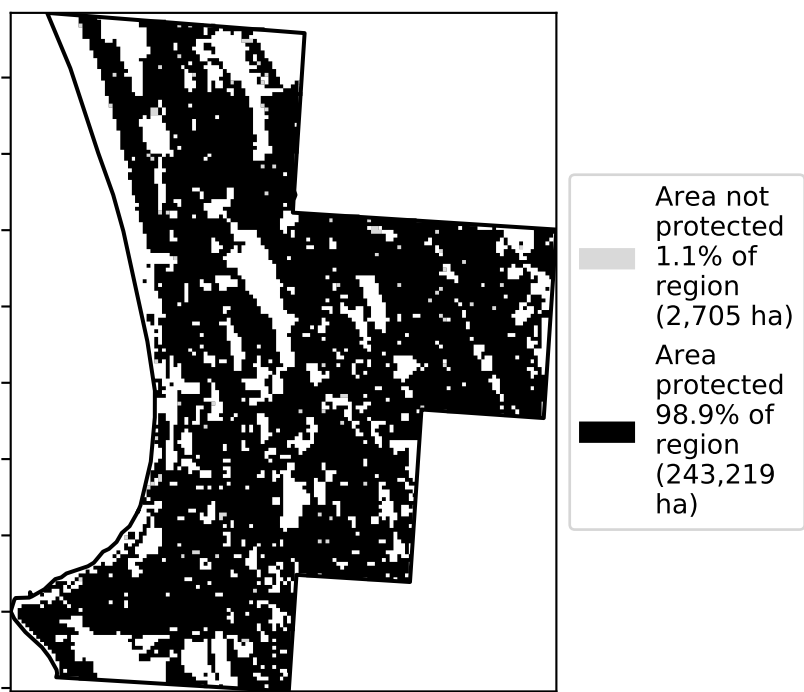 Area not
protected
1.1% of
region
(2,705 ha)
Area
protected
98.9% of
region
(243,219
ha)